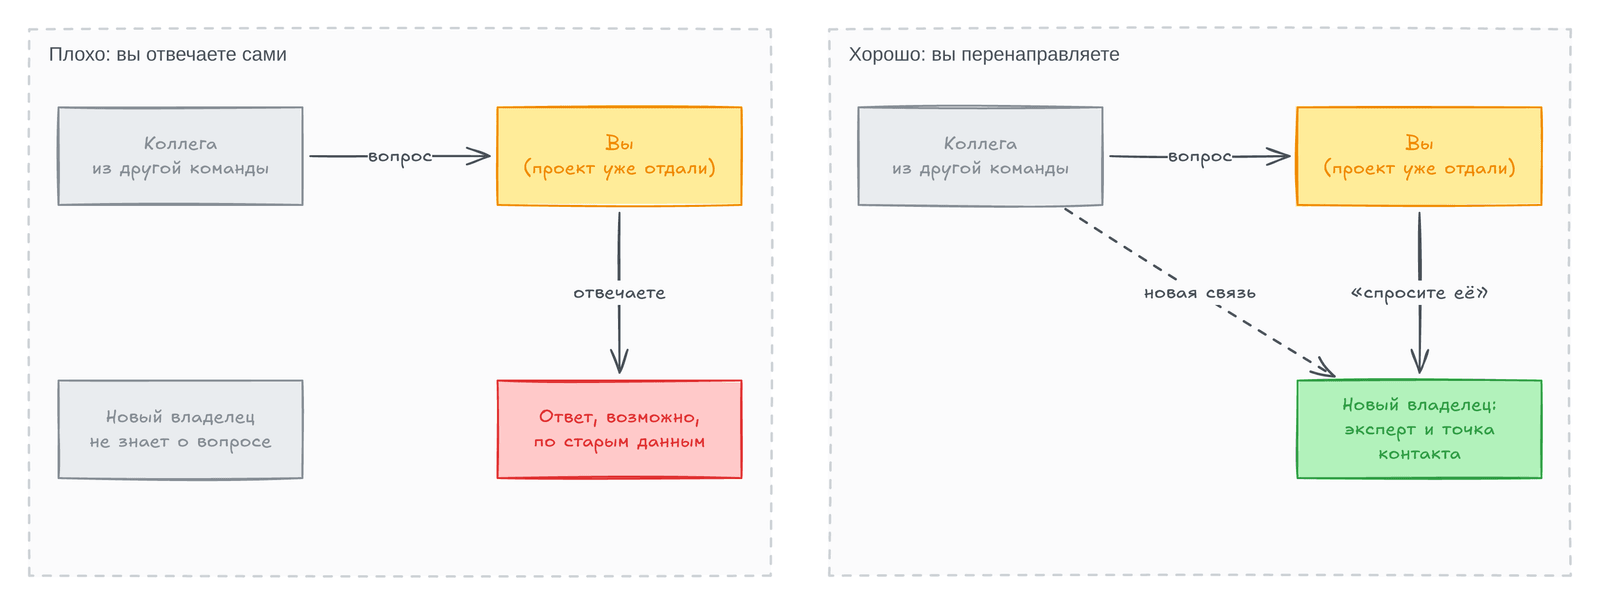 Плохо: вы отвечаете сами
Коллега
из другой команды
вопрос
Вы
(проект уже отдали)
отвечаете
Новый владелец
не знает о вопросе
Ответ, возможно,
по старым данным
Хорошо: вы перенаправляете
Коллега
из другой команды
вопрос
Вы
(проект уже отдали)
новая связь
«спросите её»
Новый владелец:
эксперт и точка
контакта